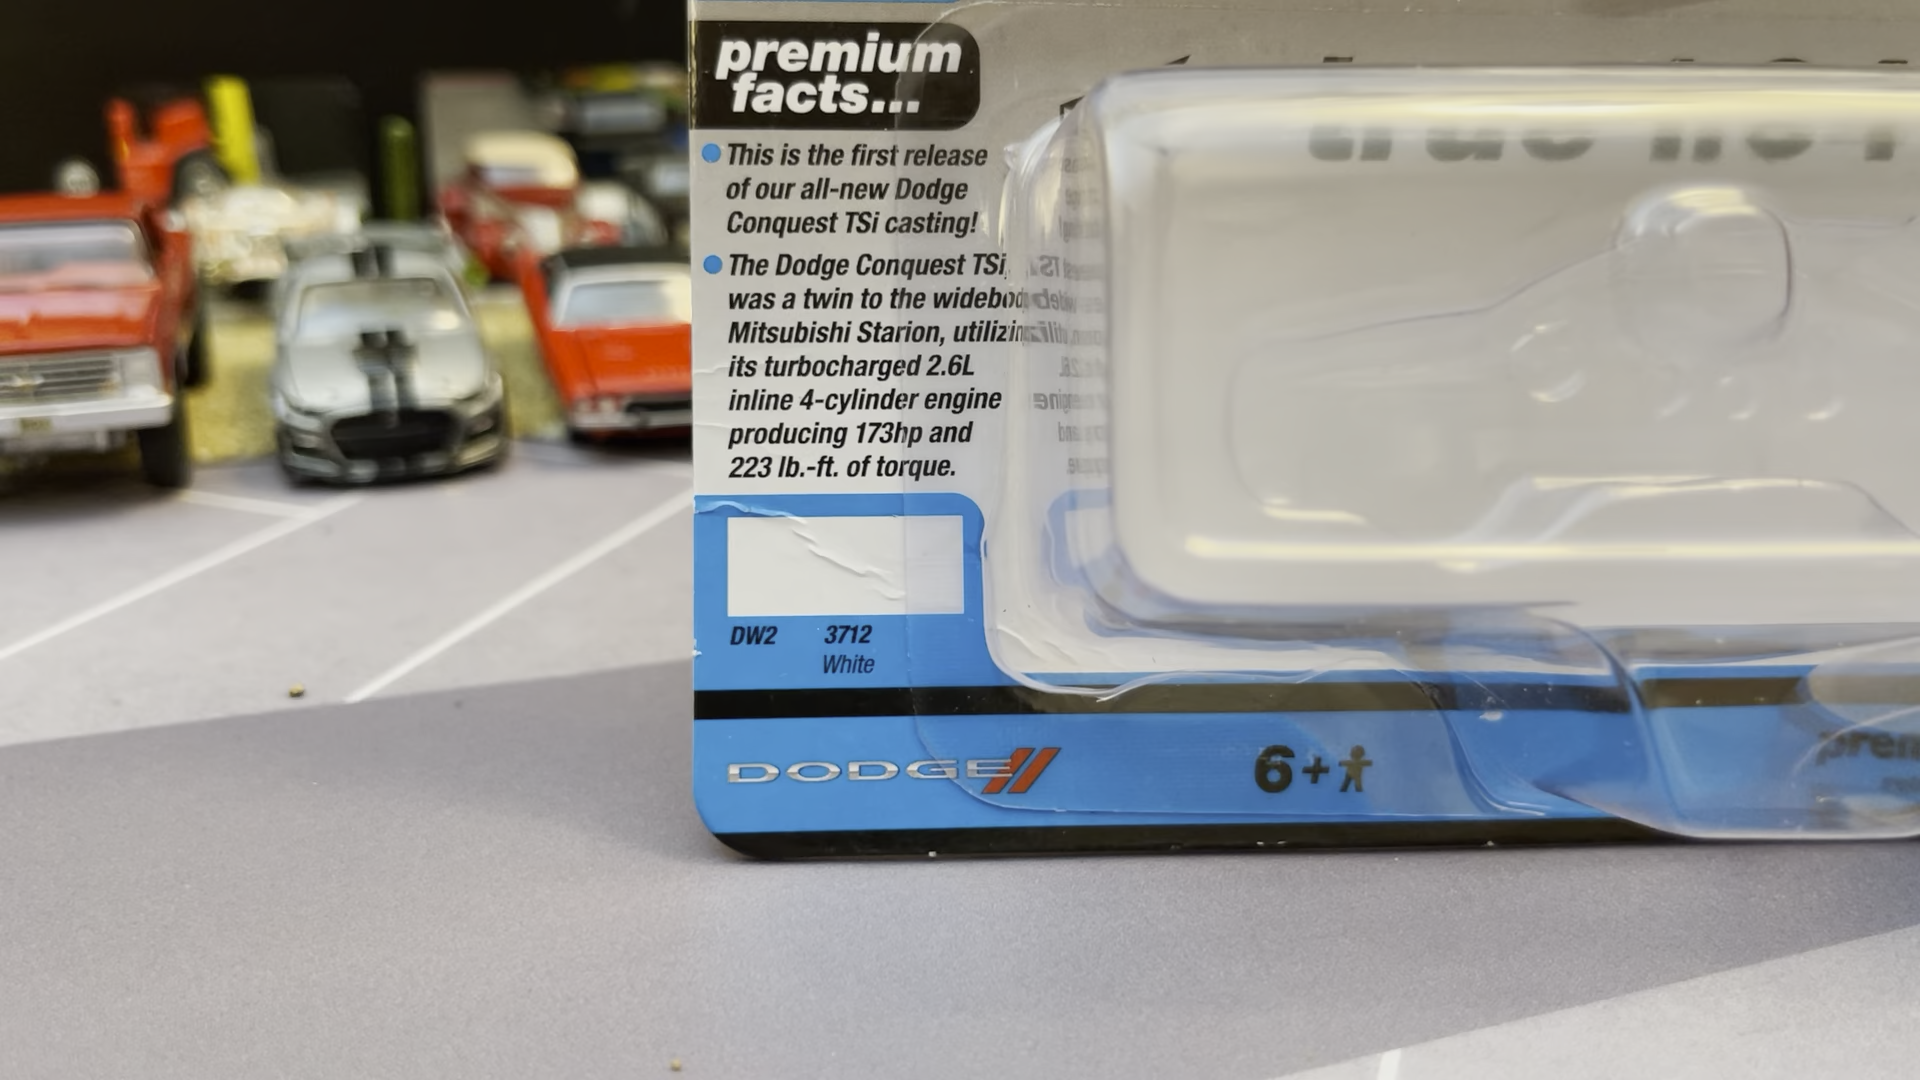 premium
facts...
This is the first release
of our all-new Dodge
Conquest TSi casting!
The Dodge Conquest TSi,
was a twin to the widebody
Mitsubishi Starion, utilizing
its turbocharged 2.6L
inline 4-cylinder engine
producing 173hp and
223 lb.-ft. of torque.
DW2 3712
White
DODGE
6+